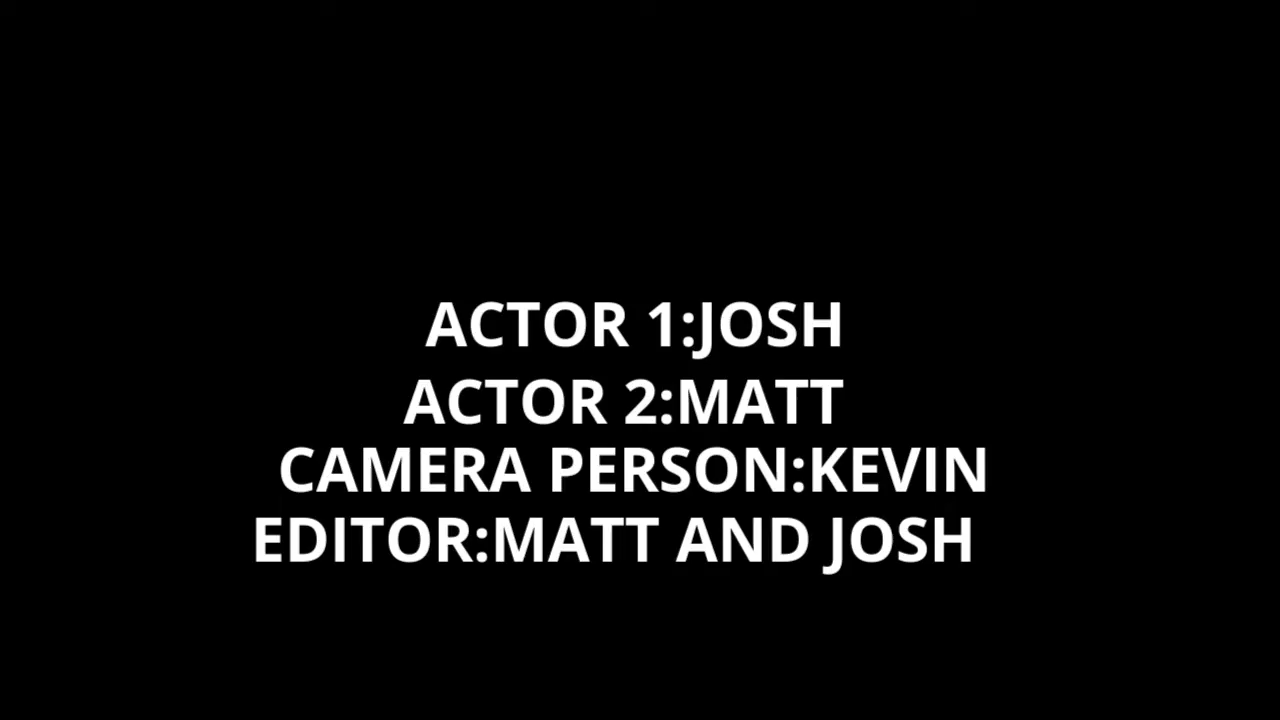 ACTOR 1:JOSH
ACTOR 2:MATT
CAMERA PERSON:KEVIN
EDITOR:MATT AND JOSH